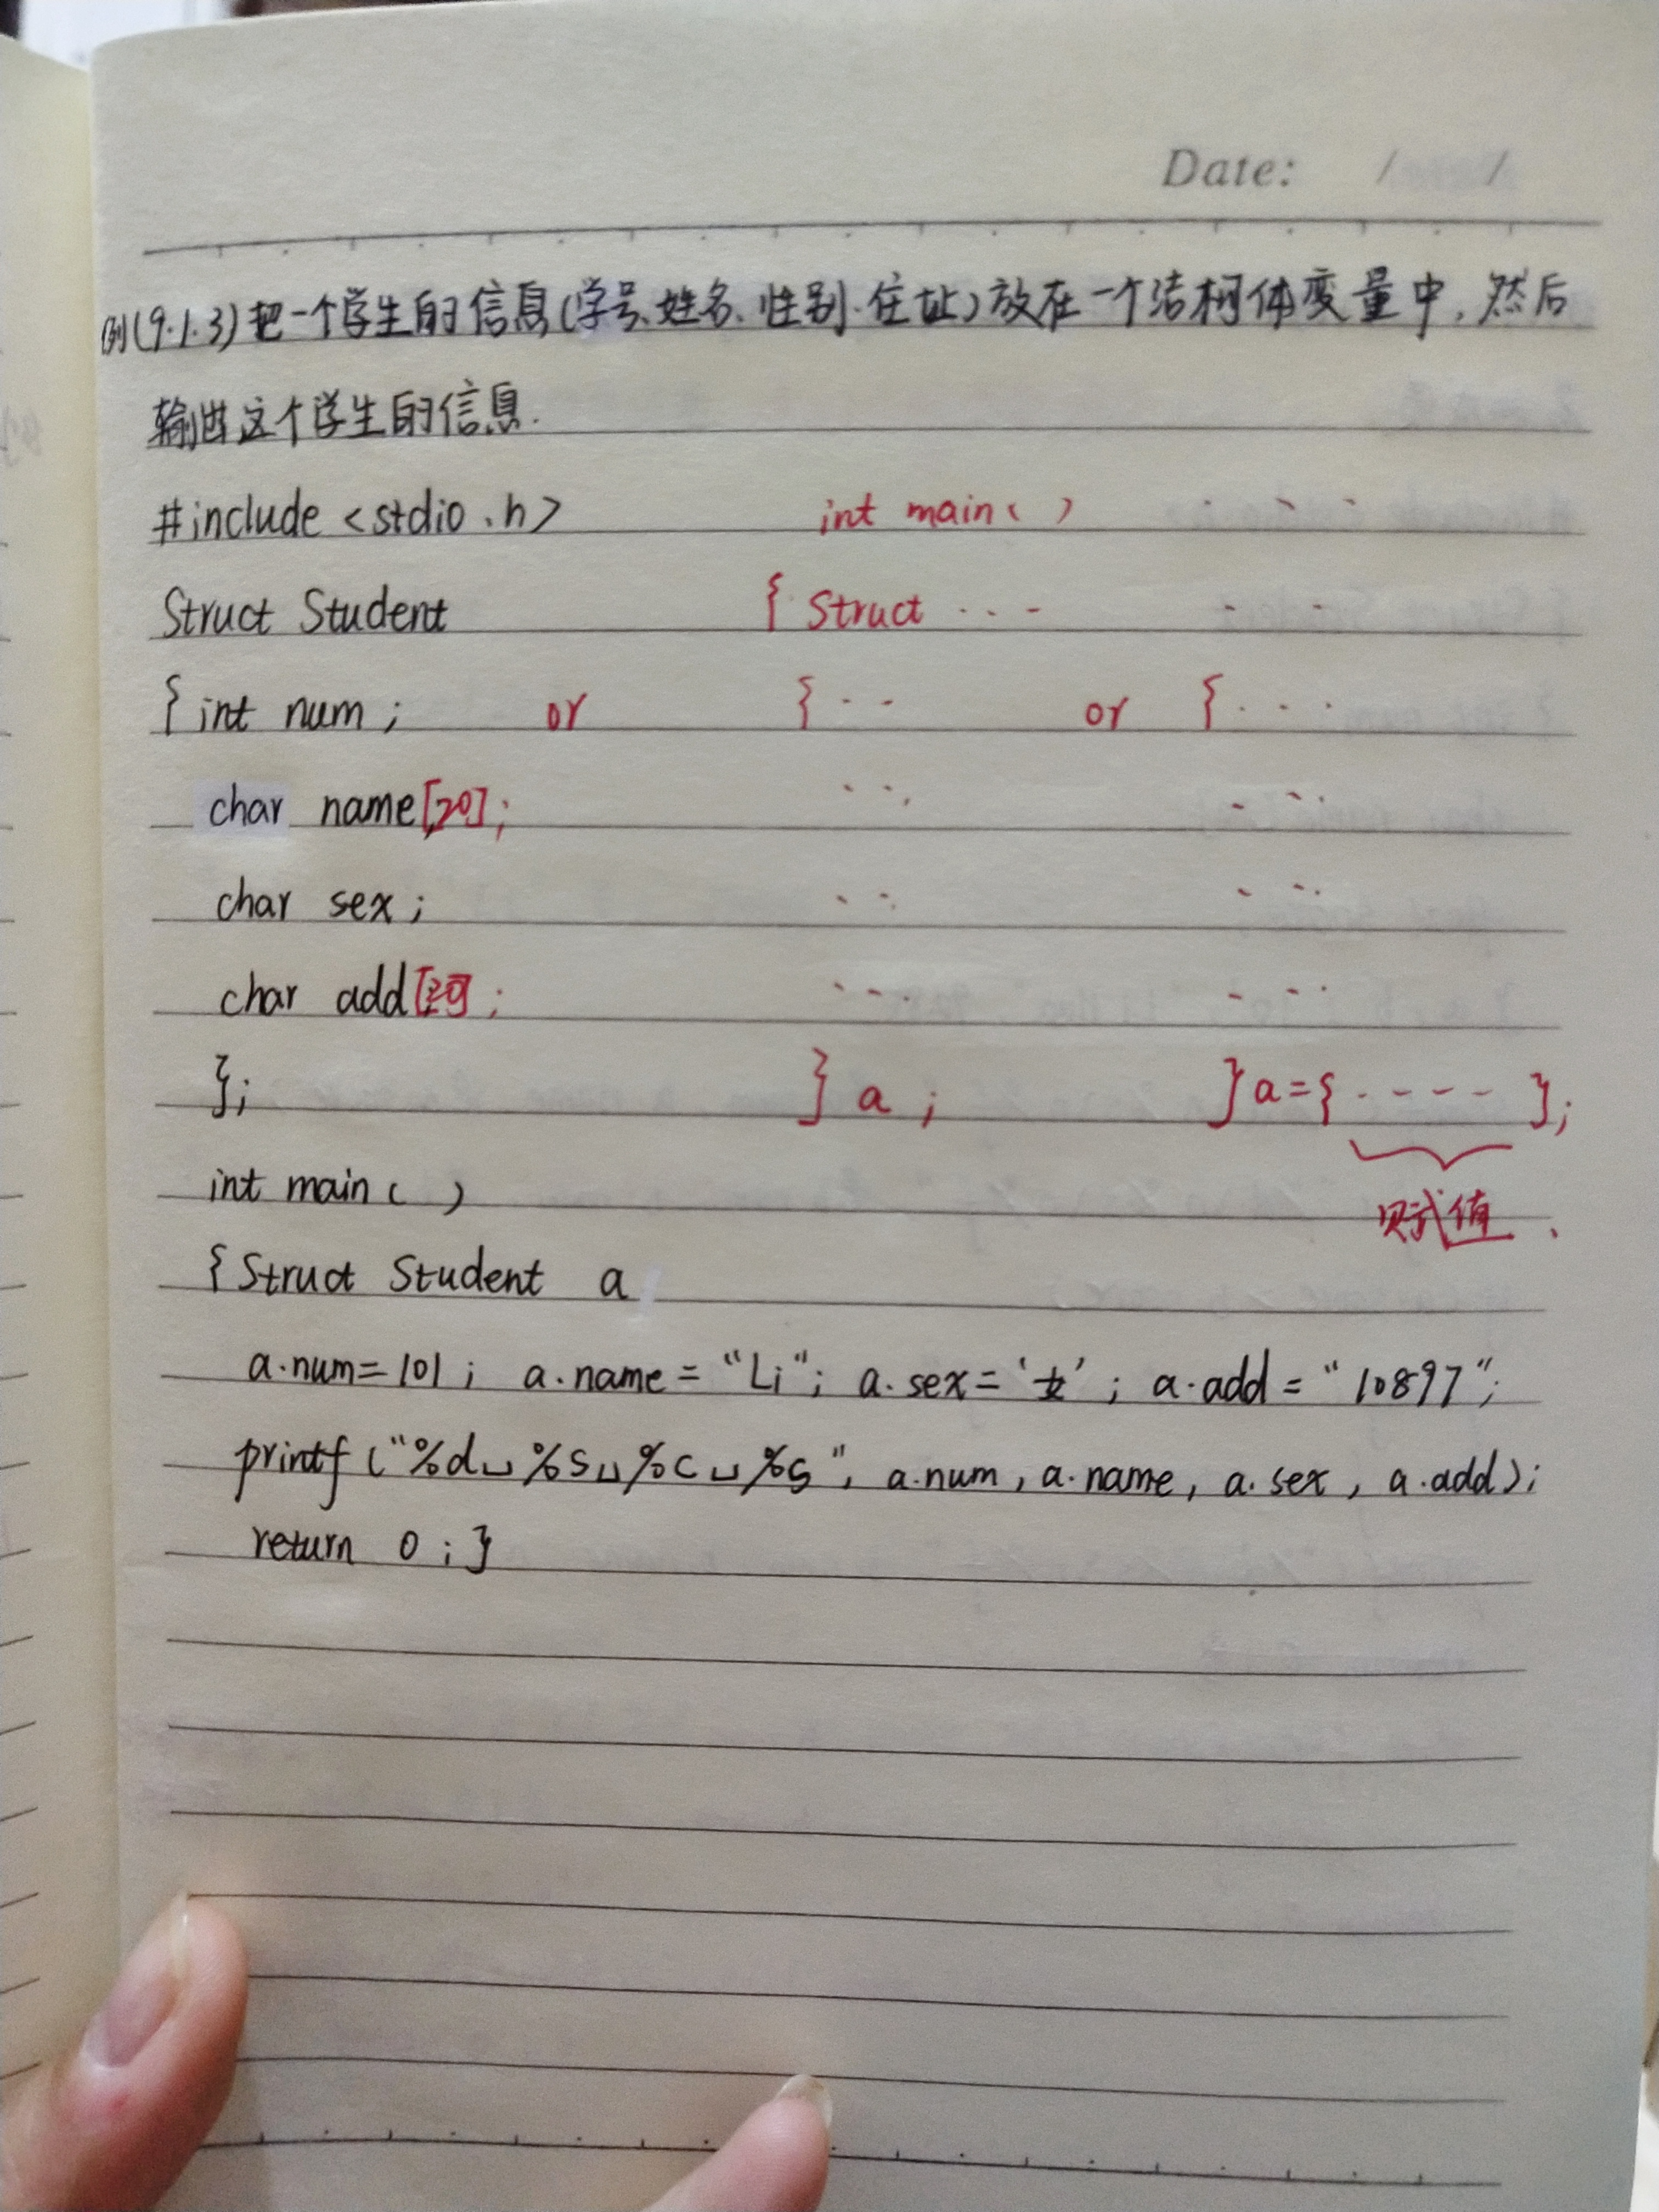 Date: / /
例(9.1.3)把一个学生的信息(学号、姓名、性别、住址)放在一个结构体变量中,然后
输出这个学生的信息.
#include <stdio.h> int main( ) . . .
Struct Student { Struct ... . .
{ int num ; or { .. or { ...
char name[20]; ... ...
char sex ; ... ...
char add[30] ; ... ...
}; } a ; } a={ .---- };
int main ( ) 赋值.
{ Struct Student a
a.num=101 ; a.name = "Li"; a.sex='女' ; a.add = "10897";
printf ("%d␣%s␣%c␣%s", a.num, a.name, a.sex, a.add);
return 0 ; }